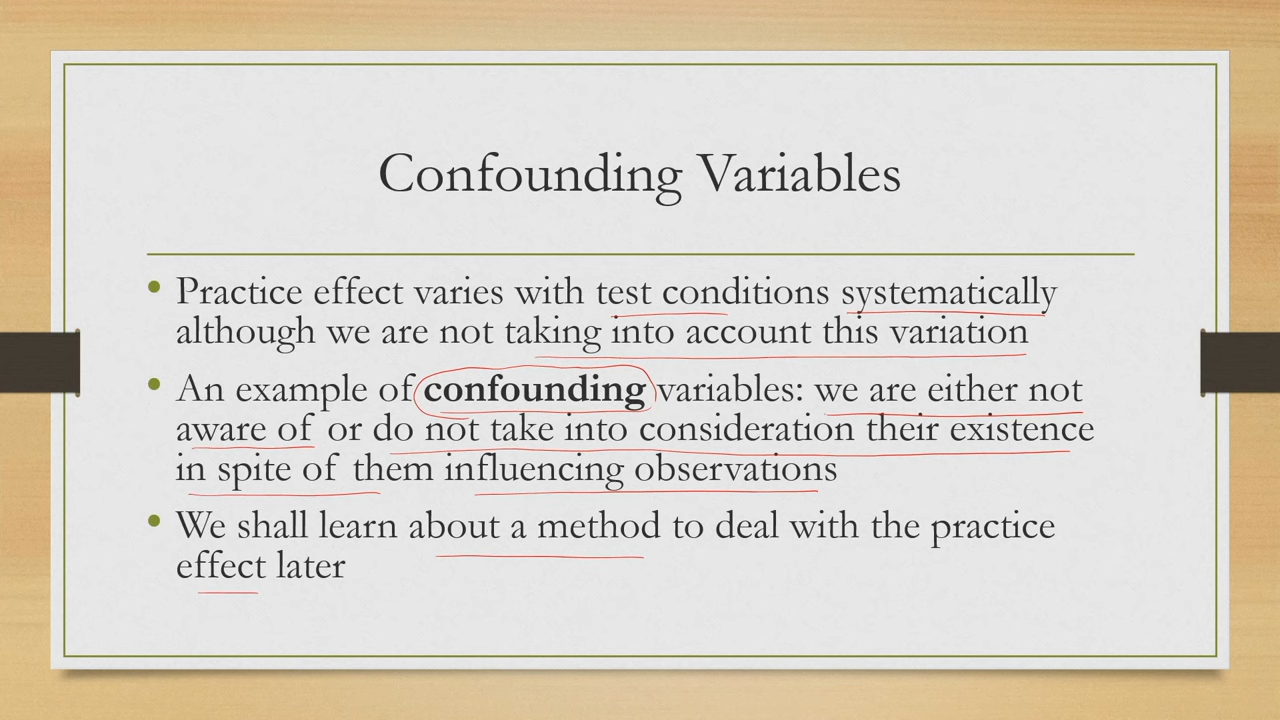 Confounding Variables
• Practice effect varies with test conditions systematically
although we are not taking into account this variation
• An example of confounding variables: we are either not
aware of or do not take into consideration their existence
in spite of them influencing observations
• We shall learn about a method to deal with the practice
effect later